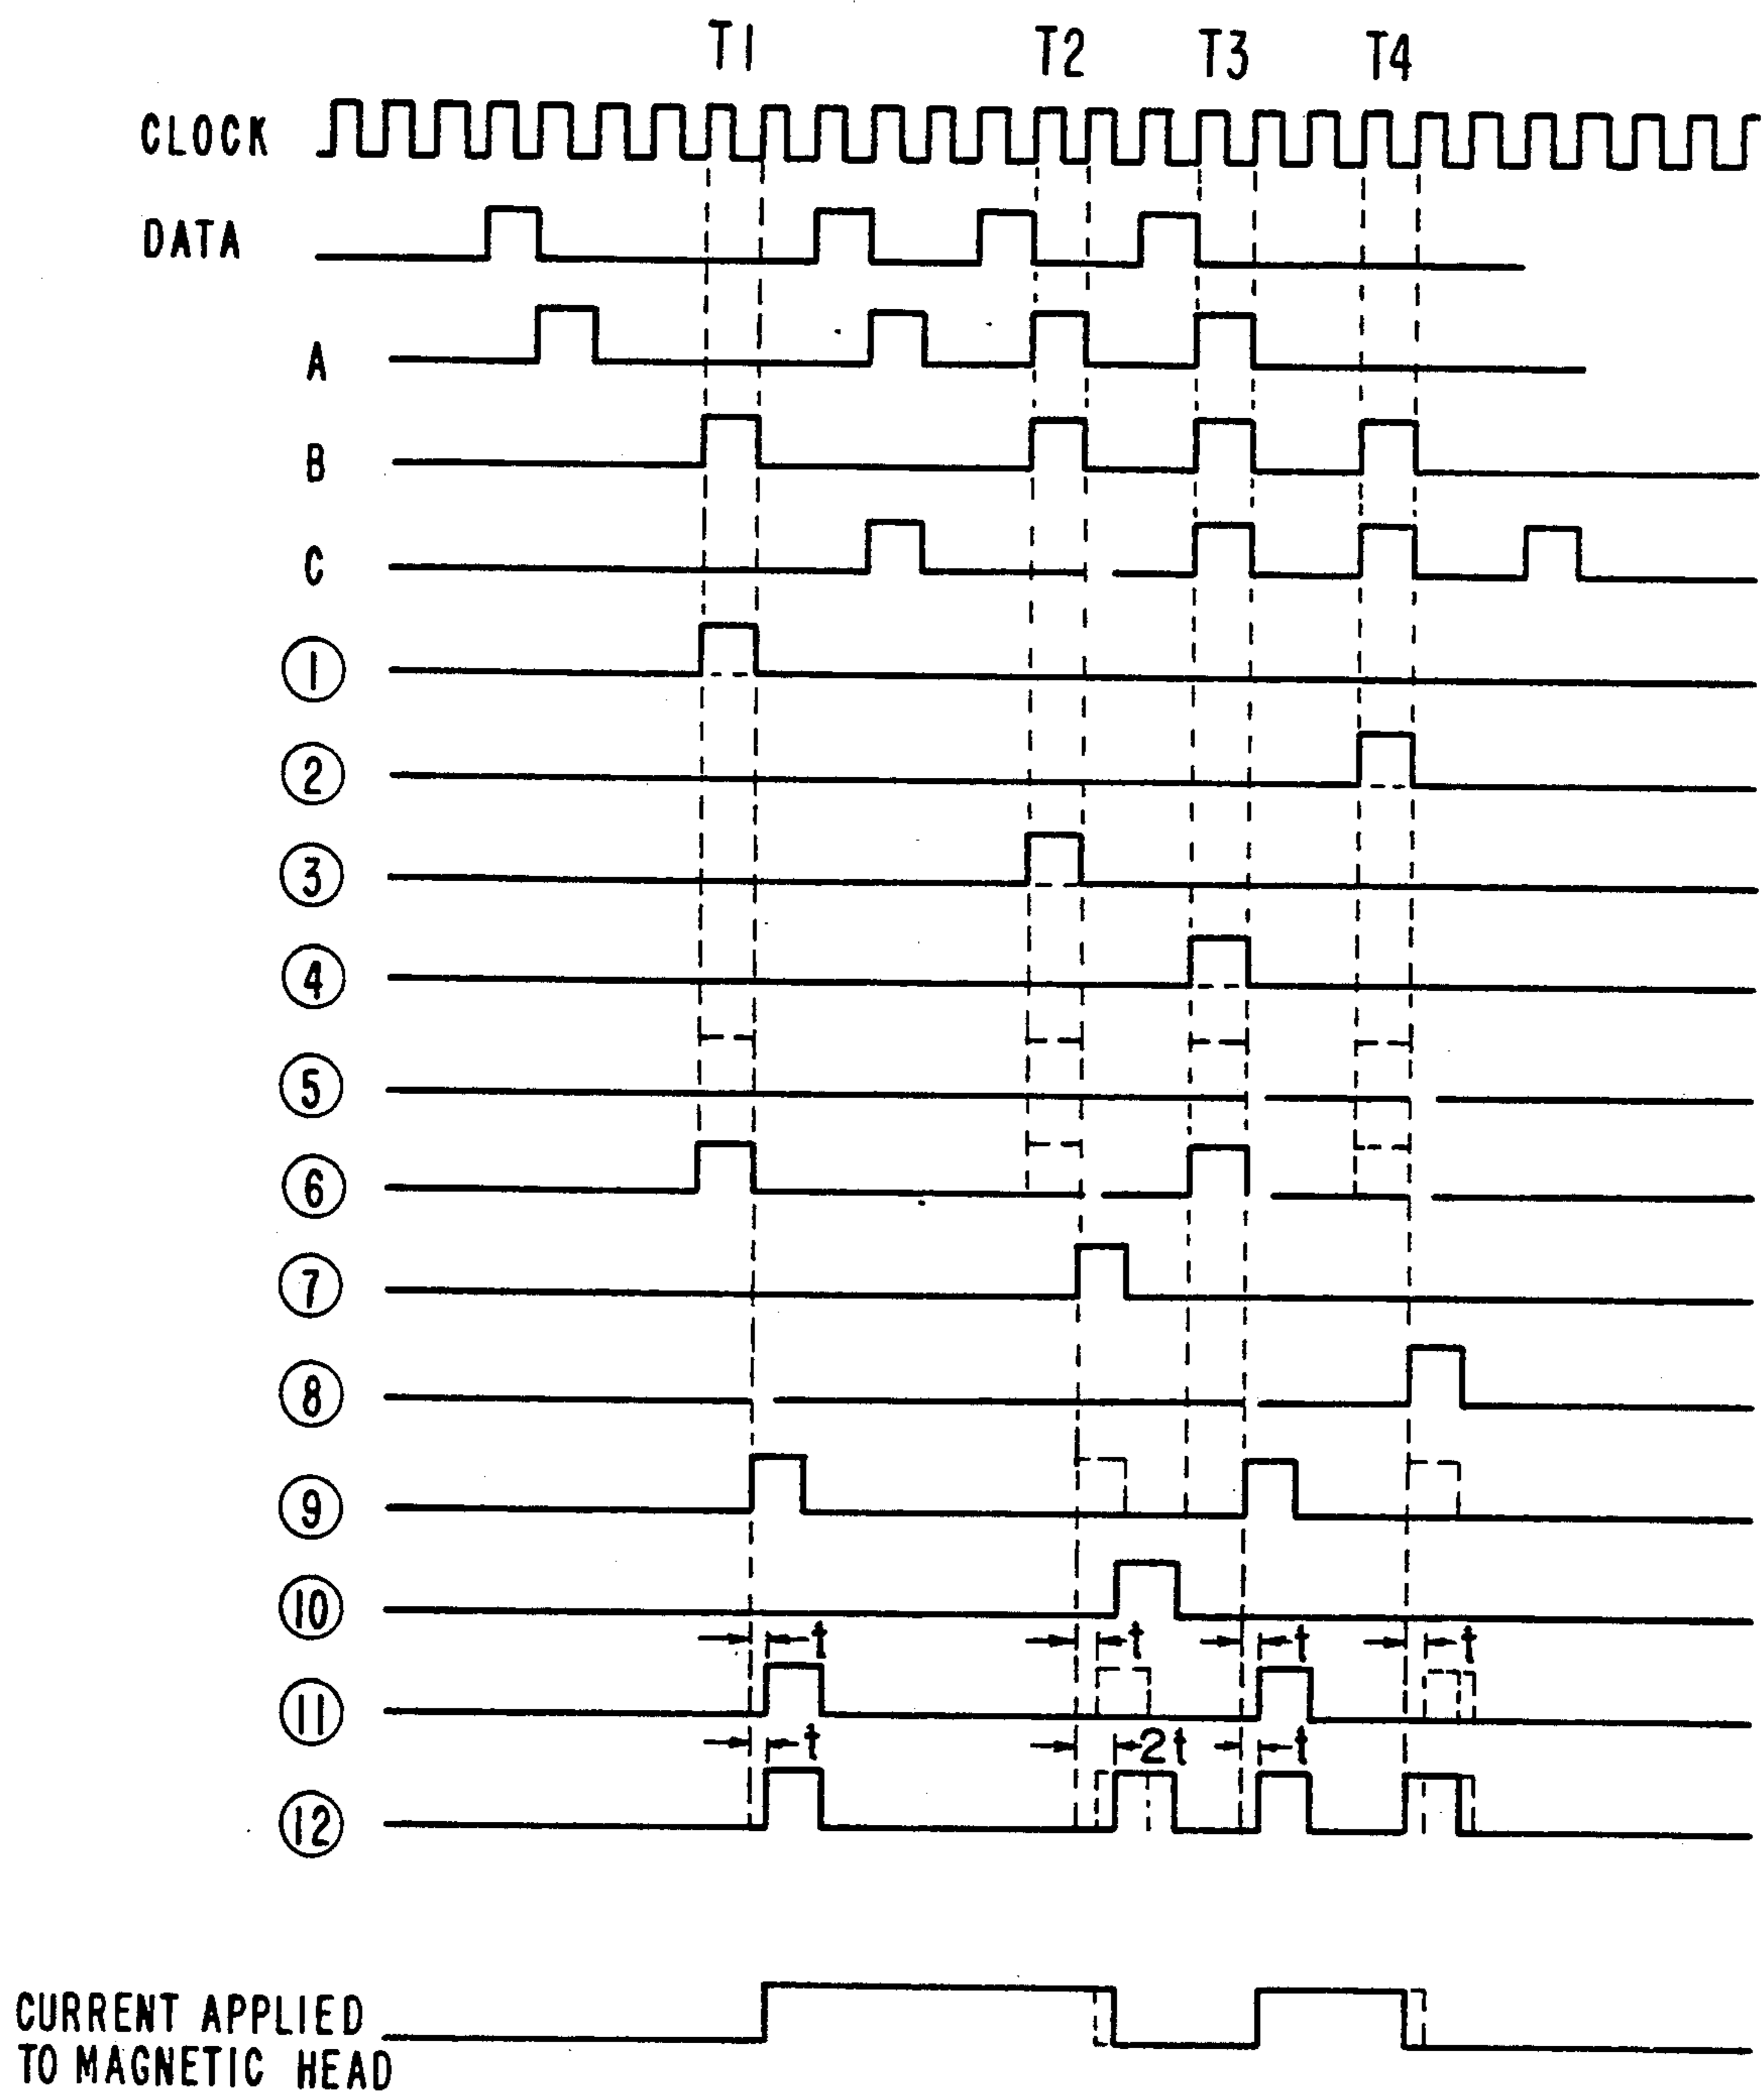 T1 T2 T3 T4
CLOCK
DATA
A
B
C
1
2
3
4
5
6
7
8
9
10
t t t t
11
t 2t t
12
CURRENT APPLIED
TO MAGNETIC HEAD